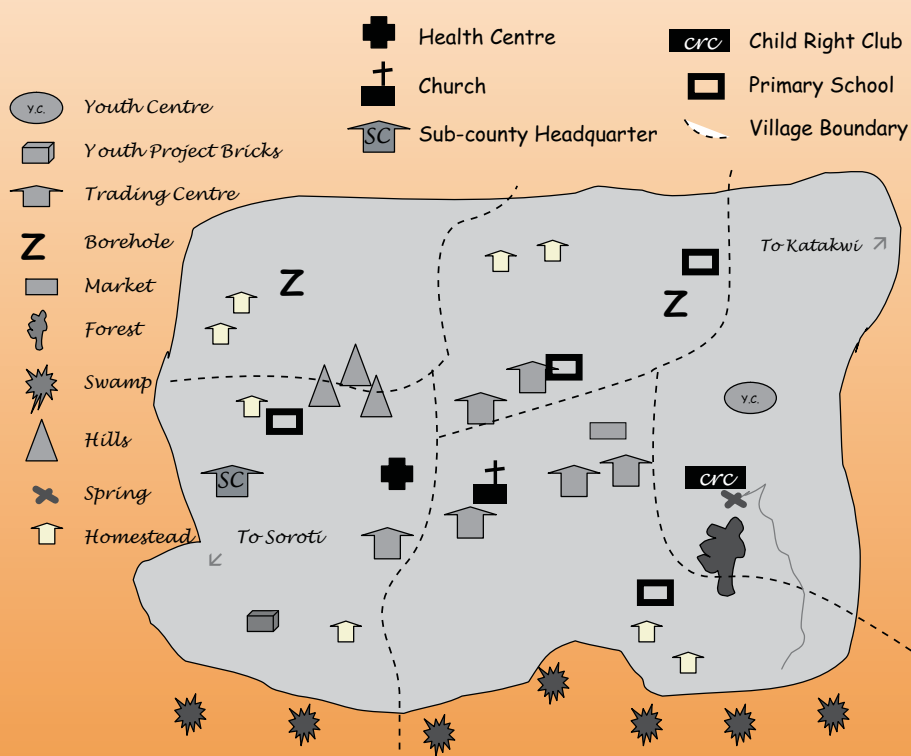 Health Centre
Child Right Club
crc
Church
Primary School
Youth Centre
Y.C.
Sub-county Headquarter
SC
Village Boundary
Youth Project Bricks
Trading Centre
Borehole
To Katakwi
Market
Forest
Swamp
Y.C.
Hills
SC
crc
Spring
Homestead
To Soroti